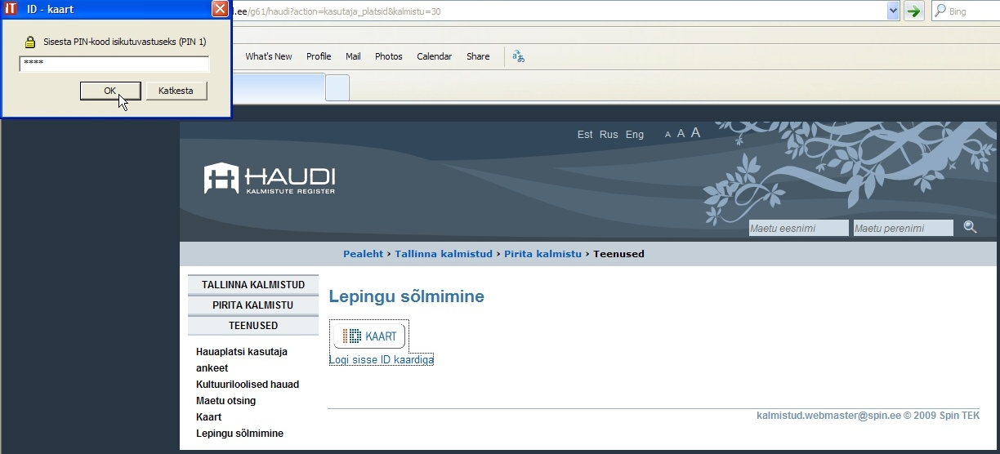 ID - kaart
Sisesta PIN-kood isikutuvastuseks (PIN 1)
****
OK Katkesta
.ee/g61/haudi?action=kasutaja_platsid&kalmistu=30
Bing
What's New Profile Mail Photos Calendar Share
Est Rus Eng A A A
HAUDI
KALMISTUTE REGISTER
Maetu eesnimi Maetu perenimi
Pealeht › Tallinna kalmistud › Pirita kalmistu › Teenused
TALLINNA KALMISTUD
PIRITA KALMISTU
TEENUSED
Hauaplatsi kasutaja
ankeet
Kultuuriloolised hauad
Maetu otsing
Kaart
Lepingu sõlmimine
Lepingu sõlmimine
ID KAART
Logi sisse ID kaardiga
kalmistud.webmaster@spin.ee © 2009 Spin TEK